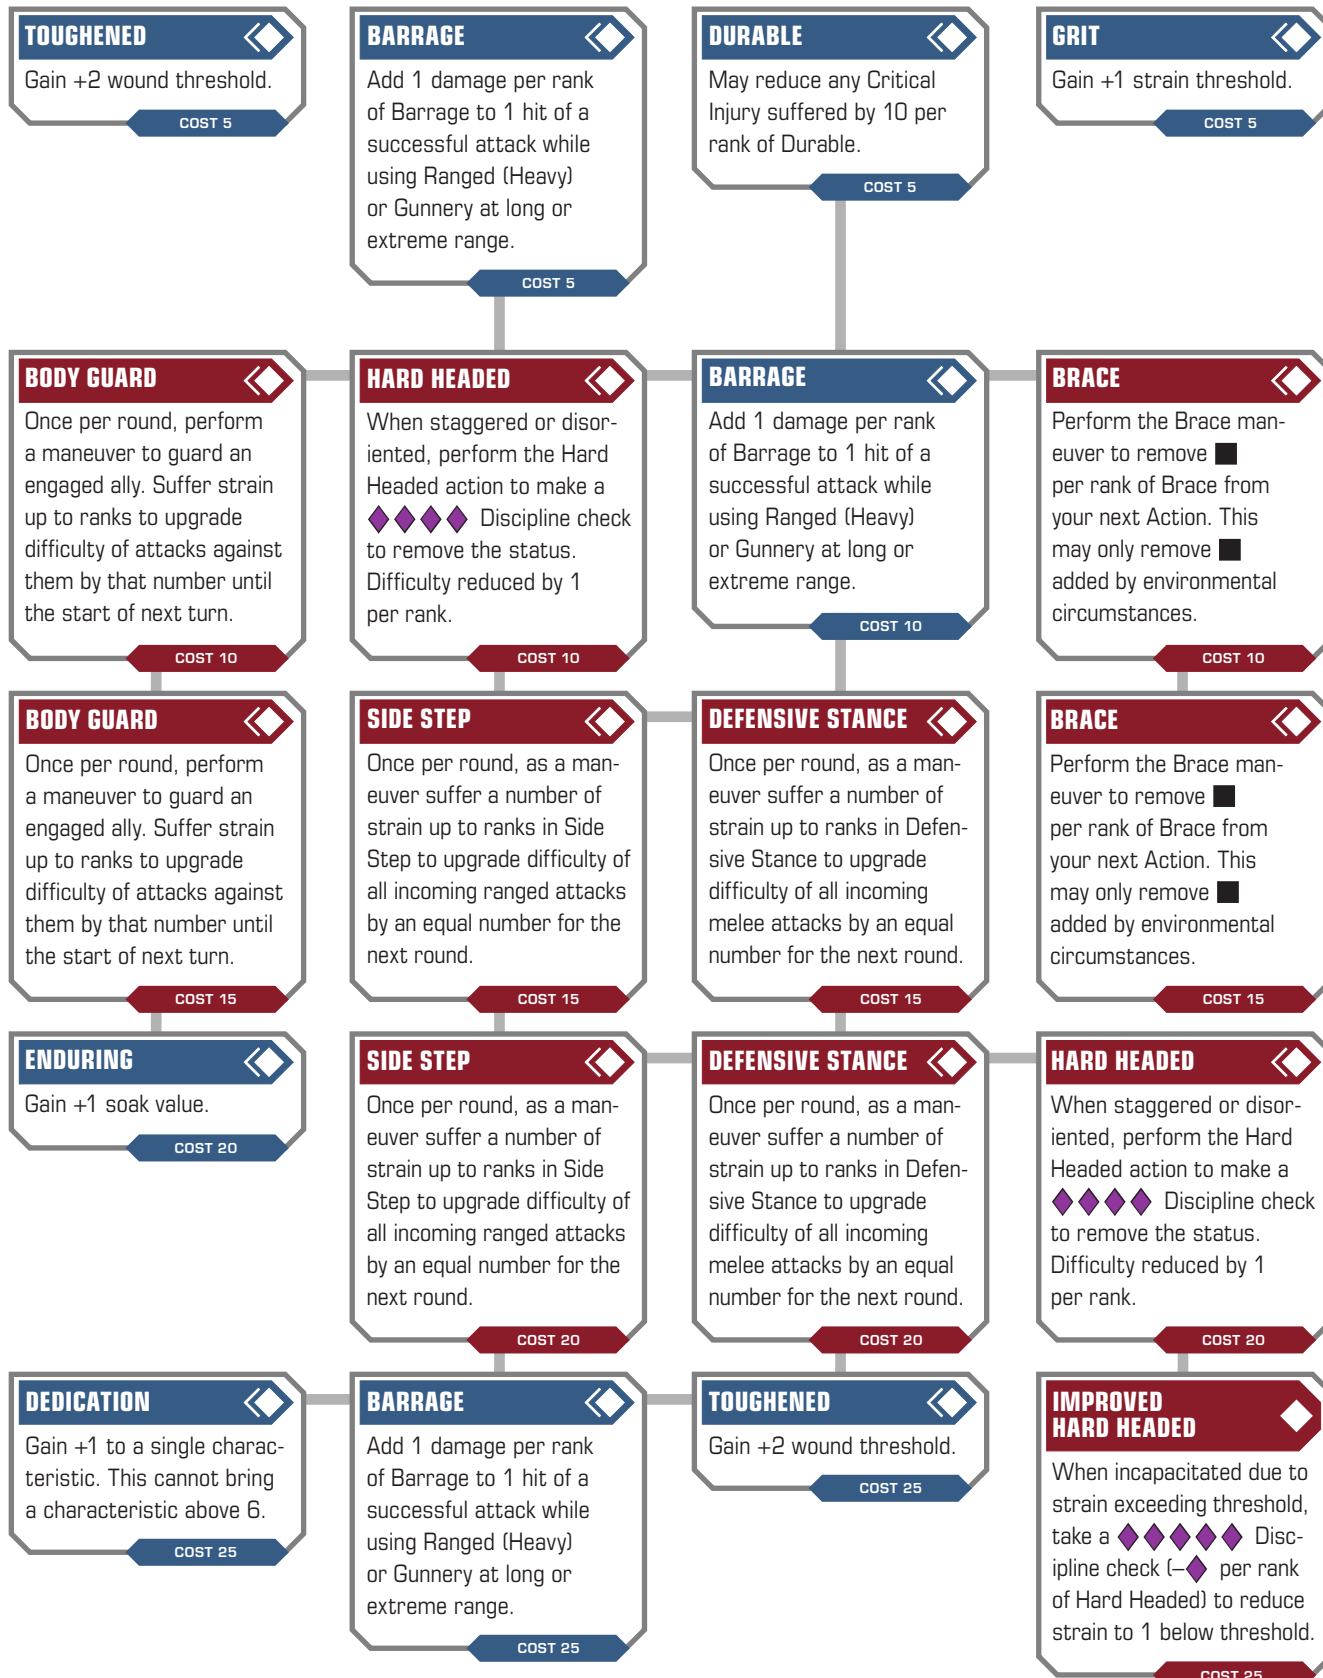 TOUGHENED
Gain +2 wound threshold.
COST 5
BARRAGE
Add 1 damage per rank
of Barrage to 1 hit of a
successful attack while
using Ranged (Heavy)
or Gunnery at long or
extreme range.
COST 5
DURABLE
May reduce any Critical
Injury suffered by 10 per
rank of Durable.
COST 5
GRIT
Gain +1 strain threshold.
COST 5
BODY GUARD
Once per round, perform
a maneuver to guard an
engaged ally. Suffer strain
up to ranks to upgrade
difficulty of attacks against
them by that number until
the start of next turn.
COST 10
HARD HEADED
When staggered or disor-
iented, perform the Hard
Headed action to make a
Discipline check
to remove the status.
Difficulty reduced by 1
per rank.
COST 10
BARRAGE
Add 1 damage per rank
of Barrage to 1 hit of a
successful attack while
using Ranged (Heavy)
or Gunnery at long or
extreme range.
COST 10
BRACE
Perform the Brace man-
euver to remove
per rank of Brace from
your next Action. This
may only remove
added by environmental
circumstances.
COST 10
BODY GUARD
Once per round, perform
a maneuver to guard an
engaged ally. Suffer strain
up to ranks to upgrade
difficulty of attacks against
them by that number until
the start of next turn.
COST 15
SIDE STEP
Once per round, as a man-
euver suffer a number of
strain up to ranks in Side
Step to upgrade difficulty of
all incoming ranged attacks
by an equal number for the
next round.
COST 15
DEFENSIVE STANCE
Once per round, as a man-
euver suffer a number of
strain up to ranks in Defen-
sive Stance to upgrade
difficulty of all incoming
melee attacks by an equal
number for the next round.
COST 15
BRACE
Perform the Brace man-
euver to remove
per rank of Brace from
your next Action. This
may only remove
added by environmental
circumstances.
COST 15
ENDURING
Gain +1 soak value.
COST 20
SIDE STEP
Once per round, as a man-
euver suffer a number of
strain up to ranks in Side
Step to upgrade difficulty of
all incoming ranged attacks
by an equal number for the
next round.
COST 20
DEFENSIVE STANCE
Once per round, as a man-
euver suffer a number of
strain up to ranks in Defen-
sive Stance to upgrade
difficulty of all incoming
melee attacks by an equal
number for the next round.
COST 20
HARD HEADED
When staggered or disor-
iented, perform the Hard
Headed action to make a
Discipline check
to remove the status.
Difficulty reduced by 1
per rank.
COST 20
DEDICATION
Gain +1 to a single charac-
teristic. This cannot bring
a characteristic above 6.
COST 25
BARRAGE
Add 1 damage per rank
of Barrage to 1 hit of a
successful attack while
using Ranged (Heavy)
or Gunnery at long or
extreme range.
COST 25
TOUGHENED
Gain +2 wound threshold.
COST 25
IMPROVED
HARD HEADED
When incapacitated due to
strain exceeding threshold,
take a Disc-
ipline check (– per rank
of Hard Headed) to reduce
strain to 1 below threshold.
COST 25